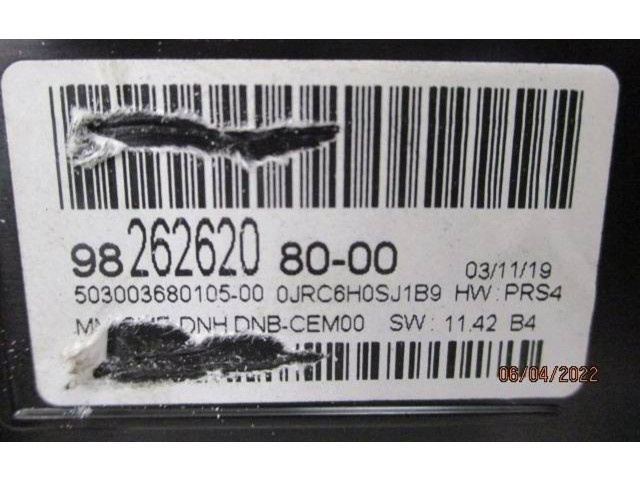 98 262620 80-00 03/11/19
503003680105-00 0JRC6H0SJ1B9 HW: PRS4
DNH DNB-CEM00 SW: 11.42 B4
06/04/2022